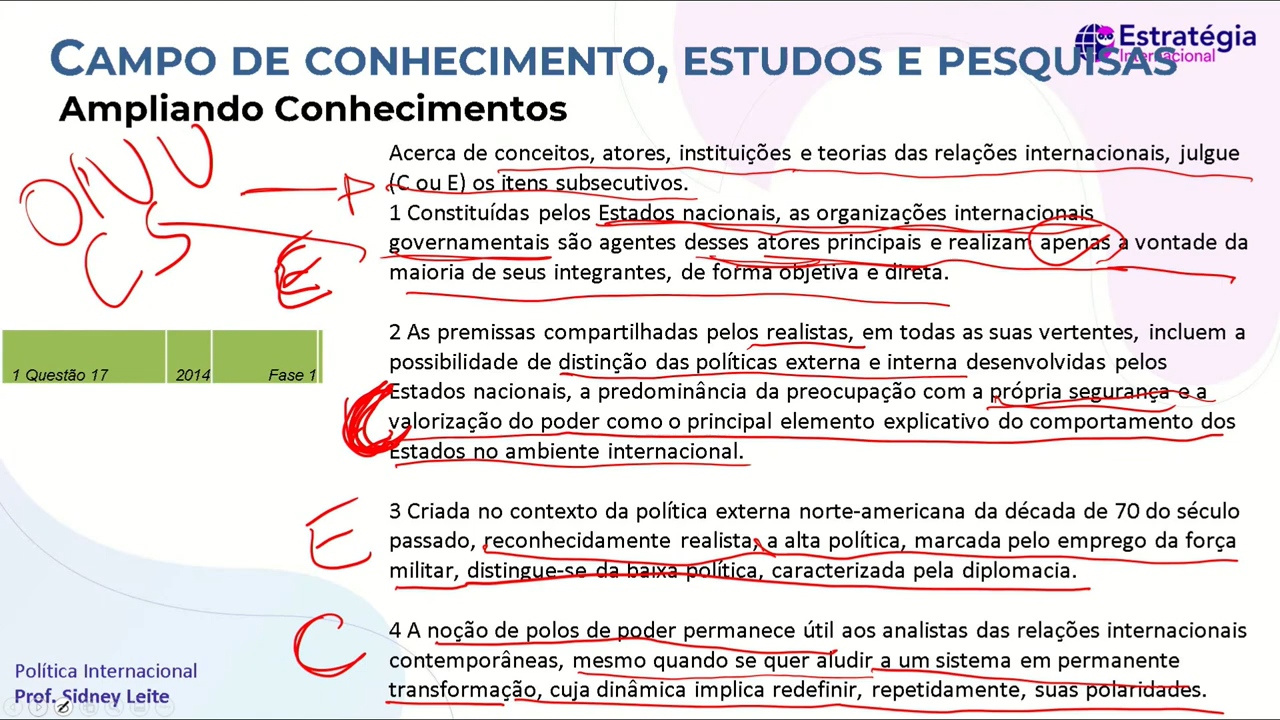 Estratégia
Internacional
CAMPO DE CONHECIMENTO, ESTUDOS E PESQUISAS
Ampliando Conhecimentos
ONU
CS
Acerca de conceitos, atores, instituições e teorias das relações internacionais, julgue
(C ou E) os itens subsecutivos.
E
1 Constituídas pelos Estados nacionais, as organizações internacionais
governamentais são agentes desses atores principais e realizam apenas a vontade da
maioria de seus integrantes, de forma objetiva e direta.
1 Questão 17 2014 Fase 1
C
2 As premissas compartilhadas pelos realistas, em todas as suas vertentes, incluem a
possibilidade de distinção das políticas externa e interna desenvolvidas pelos
Estados nacionais, a predominância da preocupação com a própria segurança e a
valorização do poder como o principal elemento explicativo do comportamento dos
Estados no ambiente internacional.
E
3 Criada no contexto da política externa norte-americana da década de 70 do século
passado, reconhecidamente realista, a alta política, marcada pelo emprego da força
militar, distingue-se da baixa política, caracterizada pela diplomacia.
C
4 A noção de polos de poder permanece útil aos analistas das relações internacionais
contemporâneas, mesmo quando se quer aludir a um sistema em permanente
transformação, cuja dinâmica implica redefinir, repetidamente, suas polaridades.
Política Internacional
Prof. Sidney Leite